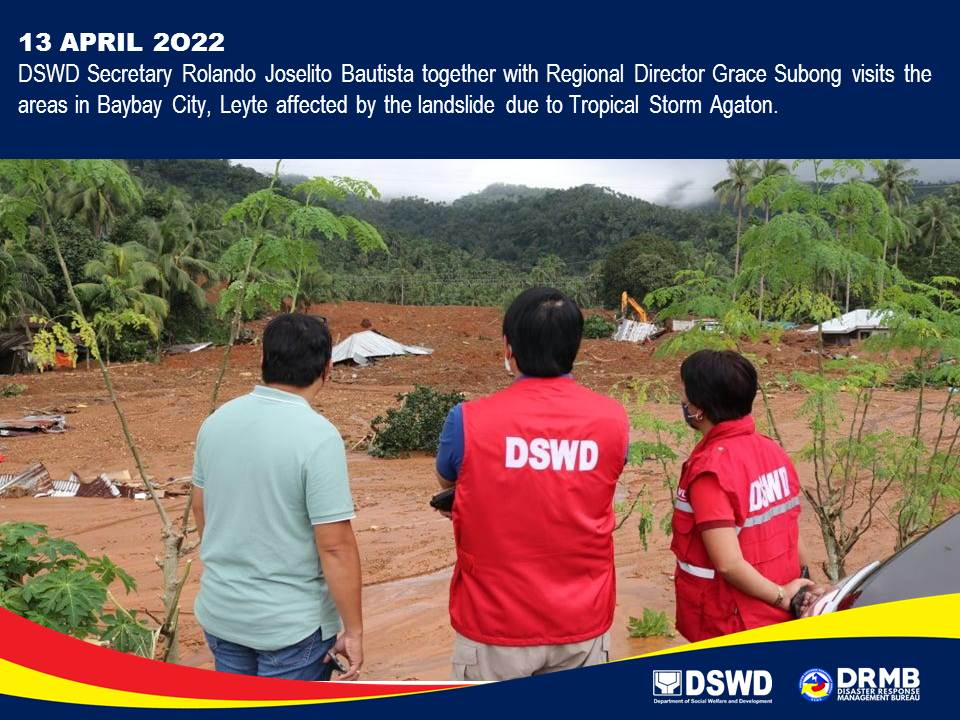 13 APRIL 2022
DSWD Secretary Rolando Joselito Bautista together with Regional Director Grace Subong visits the
areas in Baybay City, Leyte affected by the landslide due to Tropical Storm Agaton.
DSWD
DSWD
DSWD
Department of Social Welfare and Development
DRMB
DISASTER RESPONSE
MANAGEMENT BUREAU